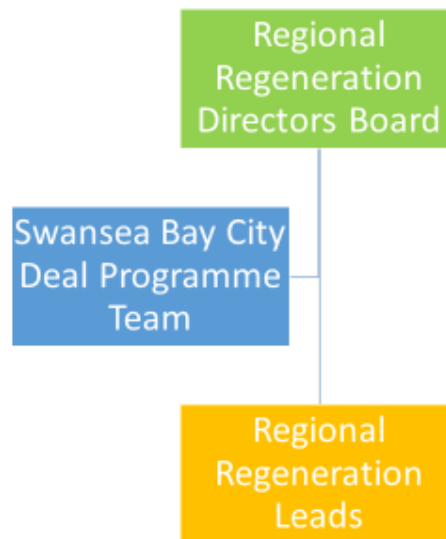 Regional
Regeneration
Directors Board
Swansea Bay City
Deal Programme
Team
Regional
Regeneration
Leads